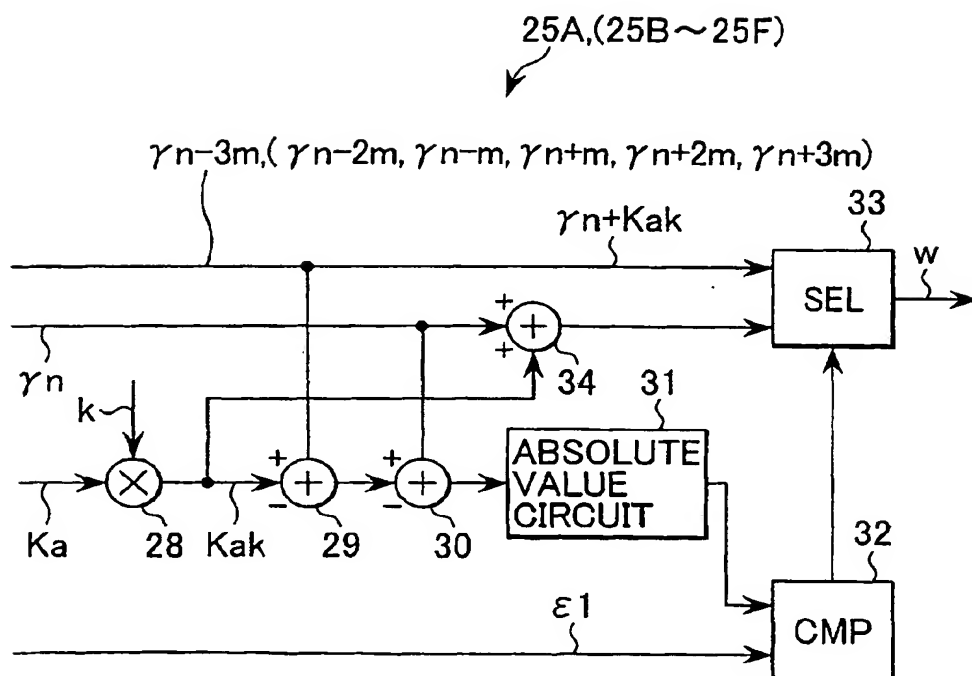 25A,(25B～25F)
γn-3m,( γn-2m, γn-m, γn+m, γn+2m, γn+3m)
γn+Kak
33
SEL
w
+
+
+
34
γn
k
31
ABSOLUTE
VALUE
CIRCUIT
+
+
+
+
×
-
-
Ka
28
Kak
29
30
32
CMP
ε1